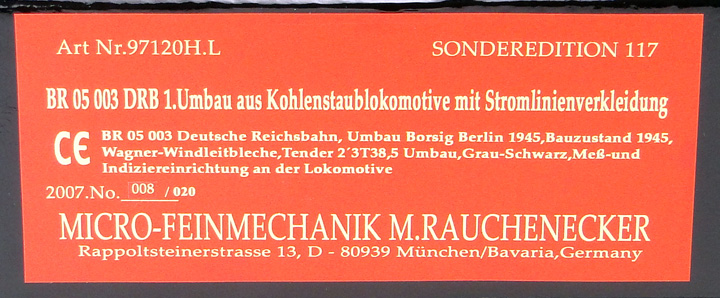 Art Nr.97120H.L
SONDEREDITION 117
BR 05 003 DRB 1.Umbau aus Kohlenstaublokomotive mit Stromlinienverkleidung
CE
BR 05 003 Deutsche Reichsbahn, Umbau Borsig Berlin 1945,Bauzustand 1945,
Wagner-Windleitbleche,Tender 2´3T38,5 Umbau,Grau-Schwarz,Meß-und
Indiziereinrichtung an der Lokomotive
2007.No. 008 / 020
MICRO-FEINMECHANIK M.RAUCHENECKER
Rappoltsteinerstrasse 13, D - 80939 München/Bavaria,Germany